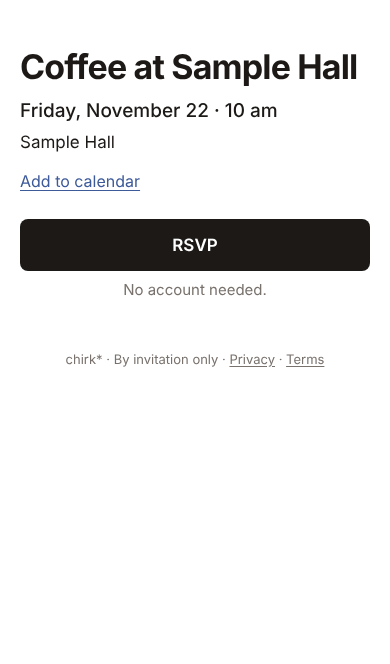 Coffee at Sample Hall
Friday, November 22 · 10 am
Sample Hall
Add to calendar
RSVP
No account needed.
chirk* · By invitation only · Privacy · Terms